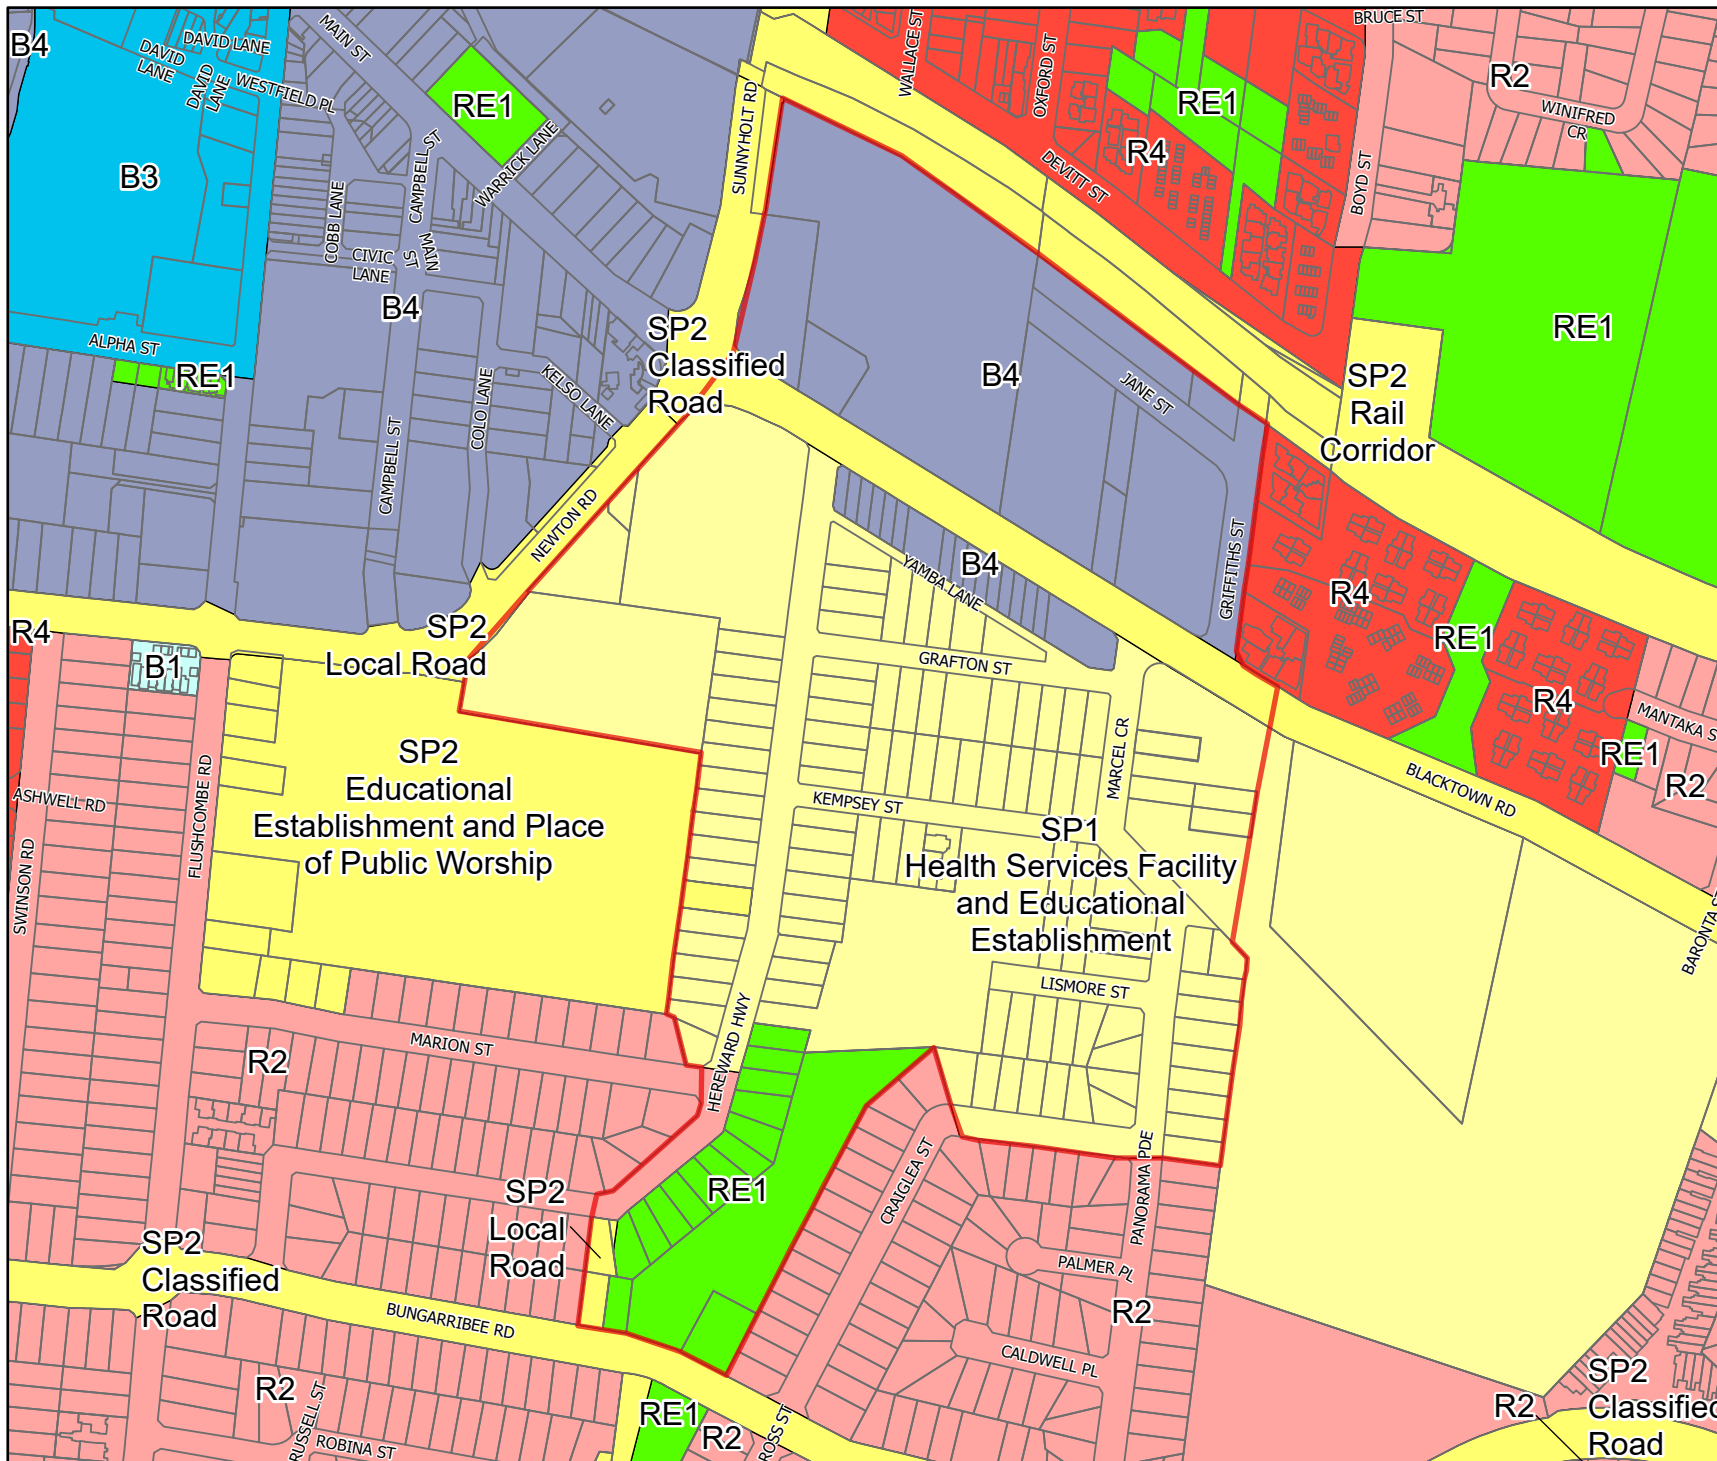 B4
DAVID LANE
DAVID
LANE
DAVID
LANE
WESTFIELD PL
MAIN ST
RE1
WARRICK LANE
CAMPBELL ST
SUNNYHOLT RD
WALLACE ST
OXFORD ST
BRUCE ST
R2
WINIFRED
CR
RE1
R4
DEVITT ST
BOYD ST
B3
COBB LANE
CIVIC
LANE
MAIN
ST
B4
ALPHA ST
RE1
SP2
Classified
Road
KELSO LANE
COLO LANE
CAMPBELL ST
NEWTON RD
B4
JANE ST
SP2
Rail
Corridor
RE1
GRIFFITHS ST
B4
YAMBA LANE
R4
RE1
R4
MANTAKA S
RE1
R2
R4
B1
SP2
Local Road
GRAFTON ST
MARCEL CR
BLACKTOWN RD
SP2
Educational
Establishment and Place
of Public Worship
ASHWELL RD
SWINSON RD
FLUSHCOMBE RD
KEMPSEY ST
SP1
Health Services Facility
and Educational
Establishment
BARONTA S
LISMORE ST
MARION ST
R2
HEREWARD HWY
RE1
CRAIGLEA ST
PANORAMA PDE
PALMER PL
R2
CALDWELL PL
SP2
Local
Road
SP2
Classified
Road
BUNGARRIBEE RD
R2
RUSSELL ST
ROBINA ST
RE1
R2
ROSS ST
R2
SP2
Classified
Road